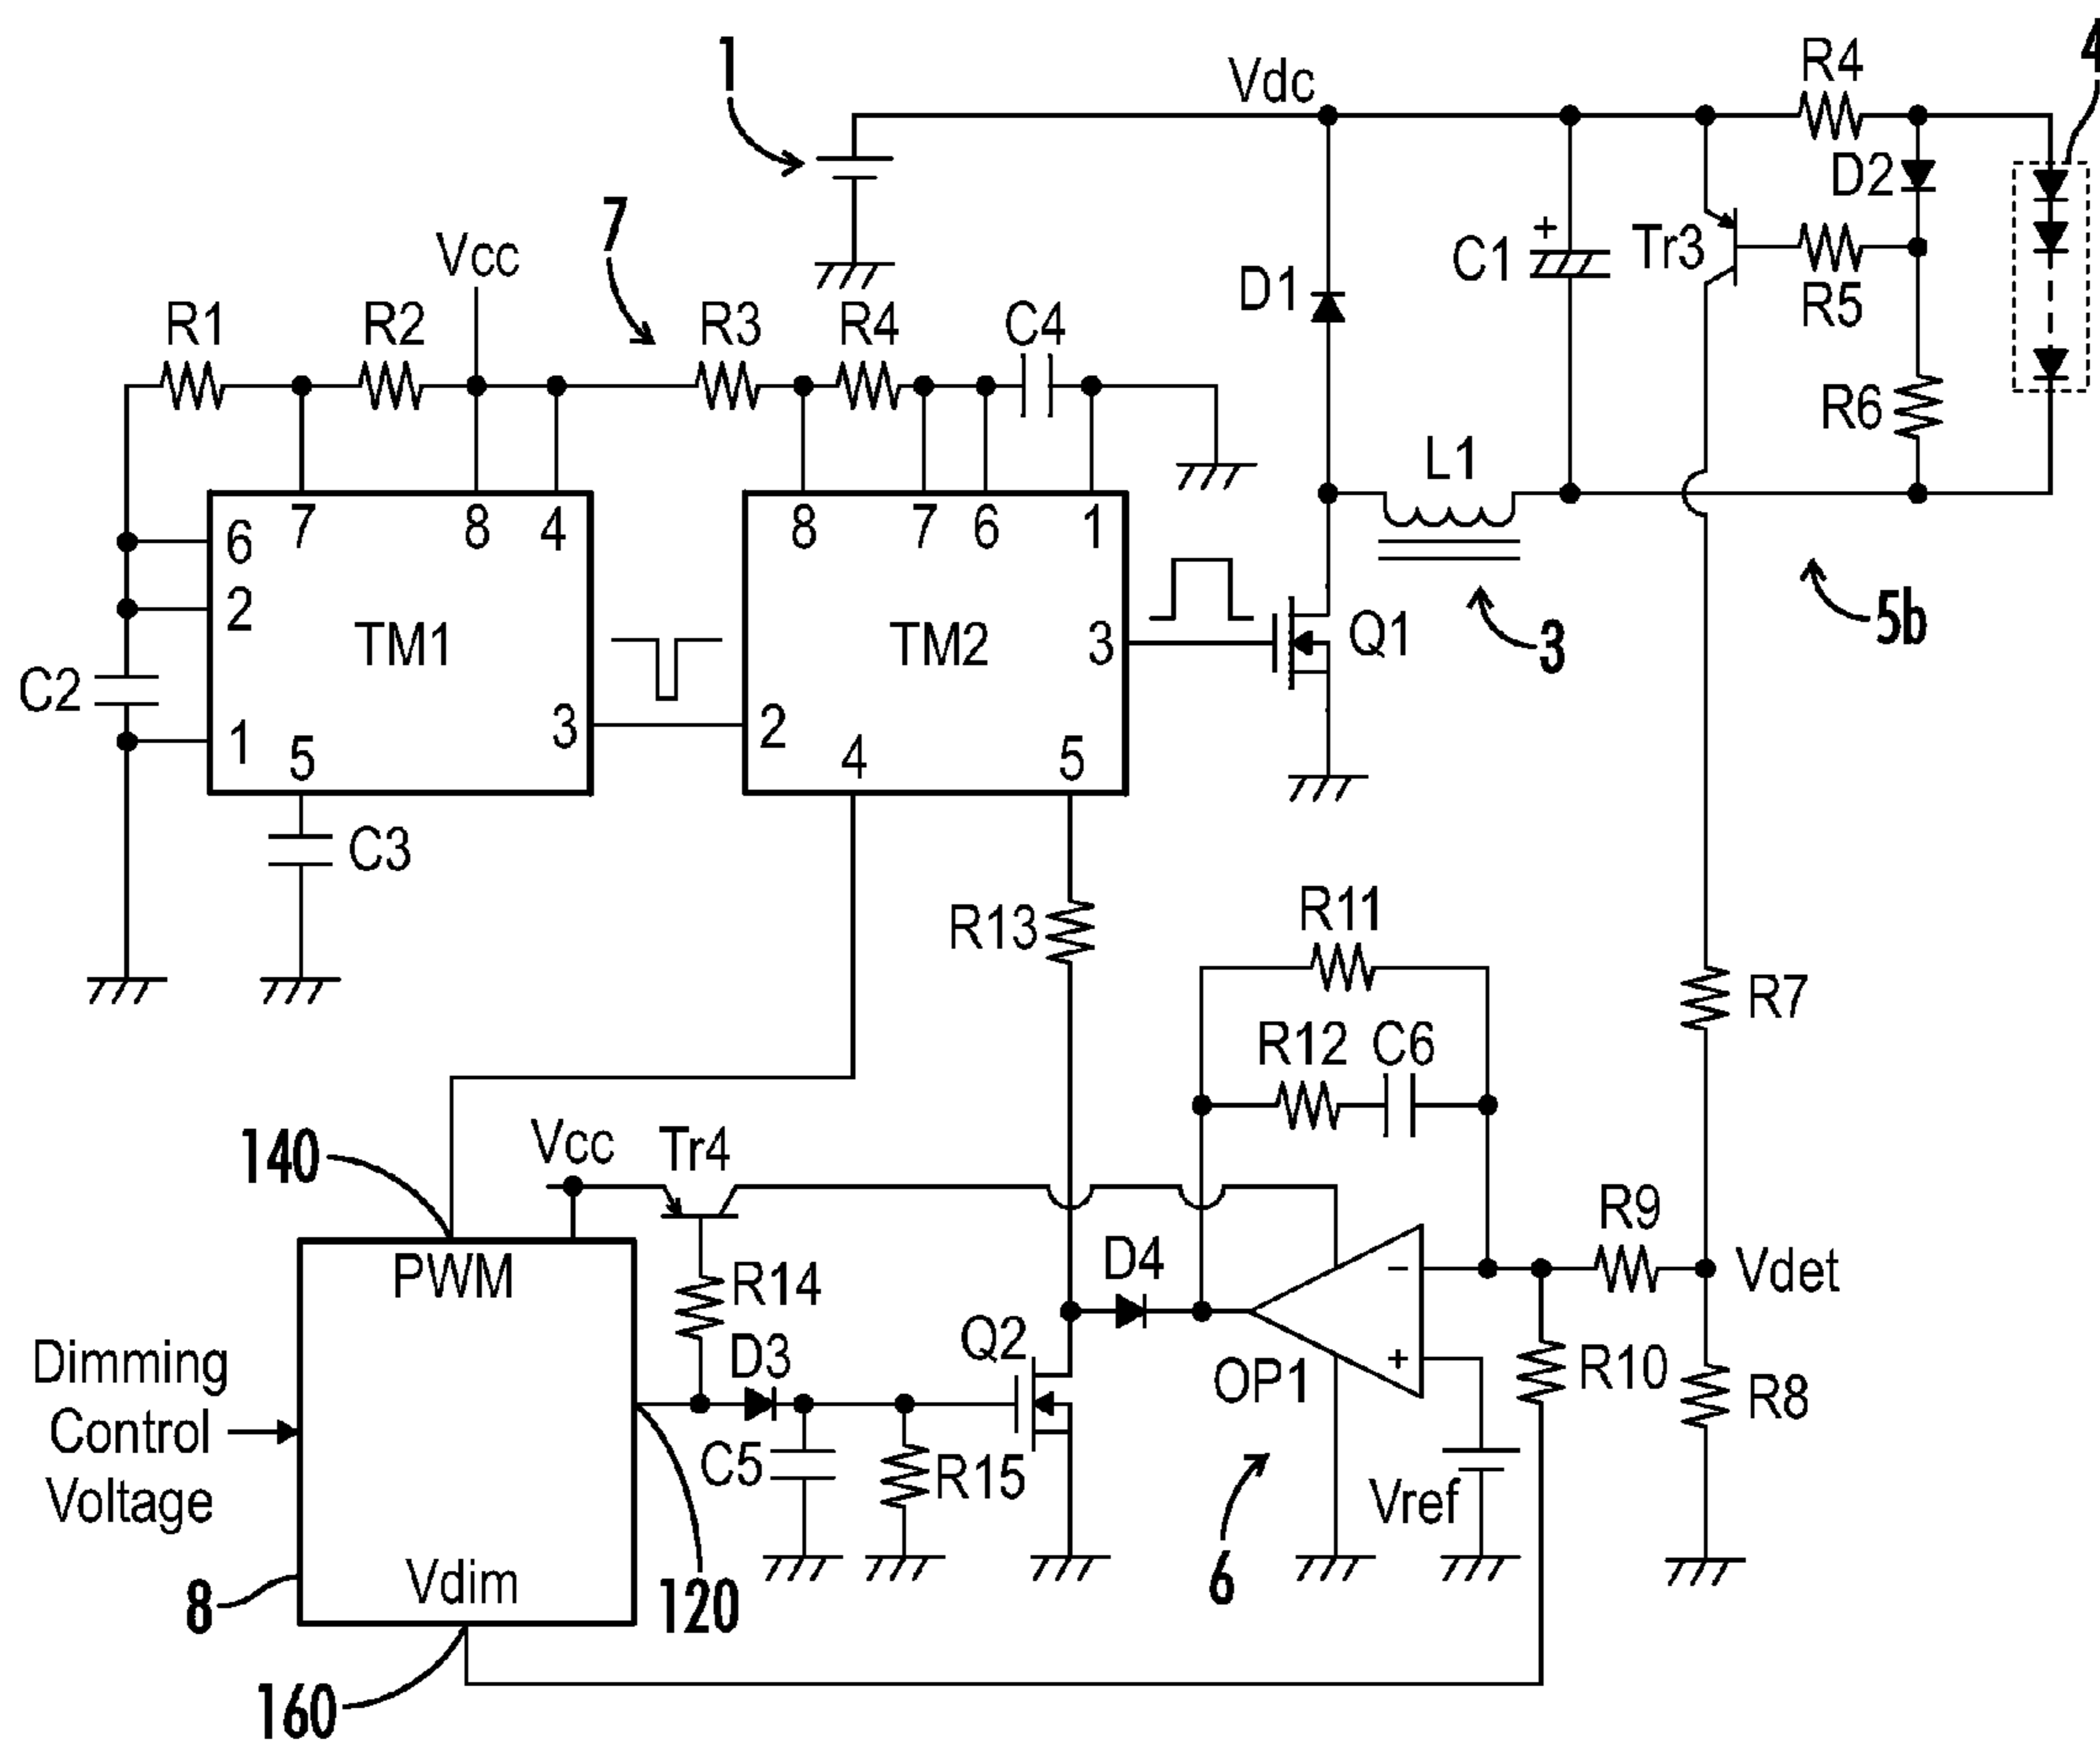 1
Vdc
R4
4
D2
7
Vcc
+
C1
Tr3
D1
R5
R1
R2
R3
R4
C4
R6
L1
6
7
8
4
8
7
6
1
2
TM1
TM2
3
Q1
3
5b
C2
1
5
3
2
4
5
C3
R13
R11
R7
R12
C6
140
Vcc
Tr4
R9
PWM
R14
D4
-
Vdet
Dimming
Control
Voltage
D3
Q2
OP1
+
R10
R8
C5
R15
Vref
8
Vdim
120
6
160